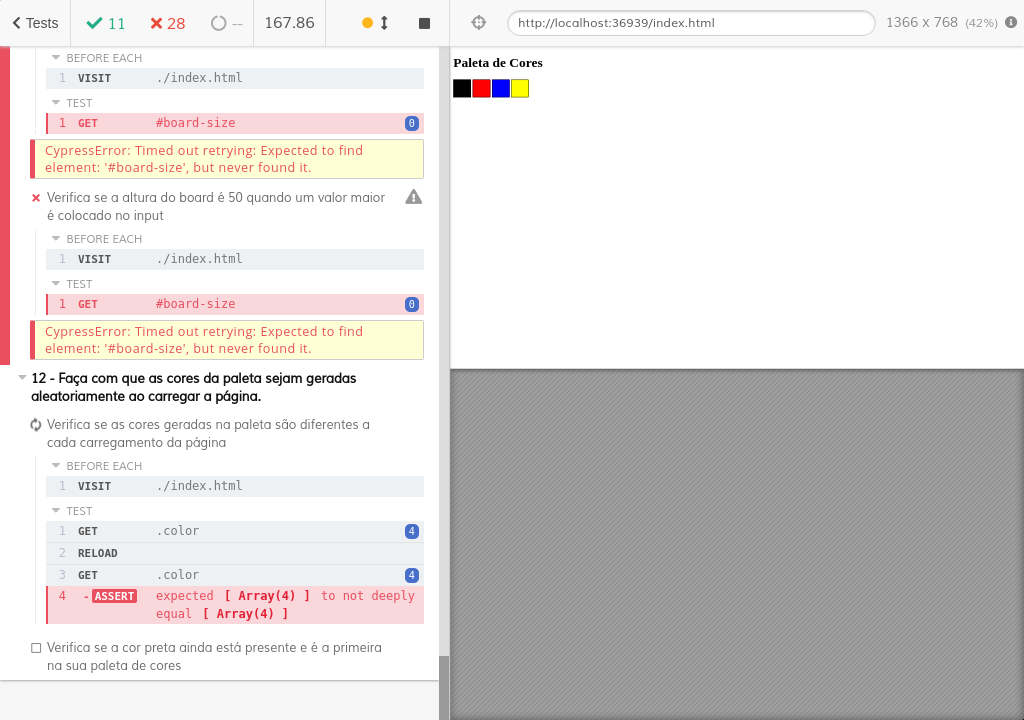 Tests
11
28
--
167.86
http://localhost:36939/index.html
1366 x 768 (42%)
BEFORE EACH
1 VISIT ./index.html
TEST
1 GET #board-size 0
CypressError: Timed out retrying: Expected to find
element: '#board-size', but never found it.
Verifica se a altura do board é 50 quando um valor maior
é colocado no input
BEFORE EACH
1 VISIT ./index.html
TEST
1 GET #board-size 0
CypressError: Timed out retrying: Expected to find
element: '#board-size', but never found it.
12 - Faça com que as cores da paleta sejam geradas
aleatoriamente ao carregar a página.
Verifica se as cores geradas na paleta são diferentes a
cada carregamento da página
BEFORE EACH
1 VISIT ./index.html
TEST
1 GET .color 4
2 RELOAD
3 GET .color 4
4 - ASSERT expected [ Array(4) ] to not deeply
equal [ Array(4) ]
Verifica se a cor preta ainda está presente e é a primeira
na sua paleta de cores
Paleta de Cores